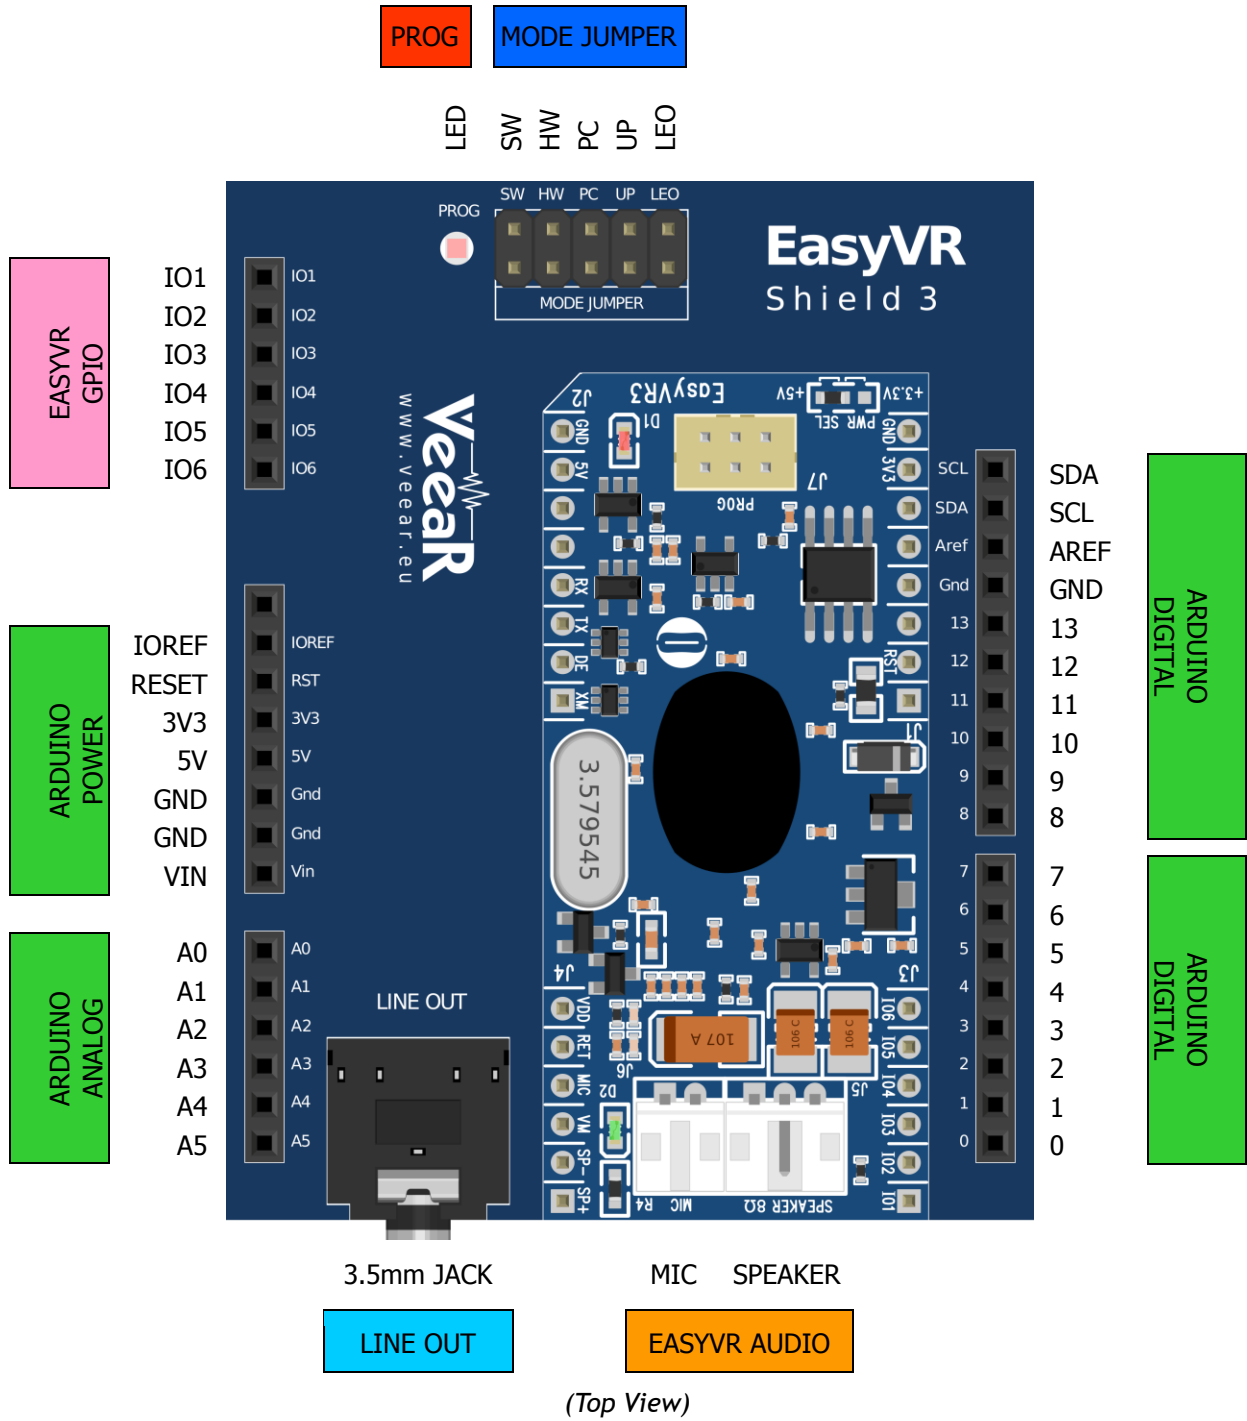 PROG
MODE JUMPER
LED
SW
HW
PC
UP
LEO
SW HW PC UP LEO
PROG
MODE JUMPER
EasyVR
Shield 3
EASYVR
GPIO
IO1
IO2
IO3
IO4
IO5
IO6
IO1
IO2
IO3
IO4
IO5
IO6
VeeaR
www.veear.eu
ARDUINO
POWER
IOREF
RESET
3V3
5V
GND
GND
VIN
IOREF
RST
3V3
5V
Gnd
Gnd
Vin
ARDUINO
ANALOG
A0
A1
A2
A3
A4
A5
A0
A1
A2
A3
A4
A5
LINE OUT
J2
EasyVR3
+5V
+3.3V
PWR SEL
D1
J7
PROG
GND
5V
RX
TX
DE
XM
GND
3V3
RST
J1
3.579545
J4
VDD
RET
MIC
VM
SP-
SP+
J3
IO6
IO5
IO4
IO3
IO2
IO1
107 A
106 C
106 C
J6
D2
J5
R4
MIC
SPEAKER 8Ω
SCL
SDA
Aref
Gnd
13
12
11
10
9
8
7
6
5
4
3
2
1
0
SDA
SCL
AREF
GND
13
12
11
10
9
8
7
6
5
4
3
2
1
0
ARDUINO
DIGITAL
ARDUINO
DIGITAL
3.5mm JACK
MIC
SPEAKER
LINE OUT
EASYVR AUDIO
(Top View)